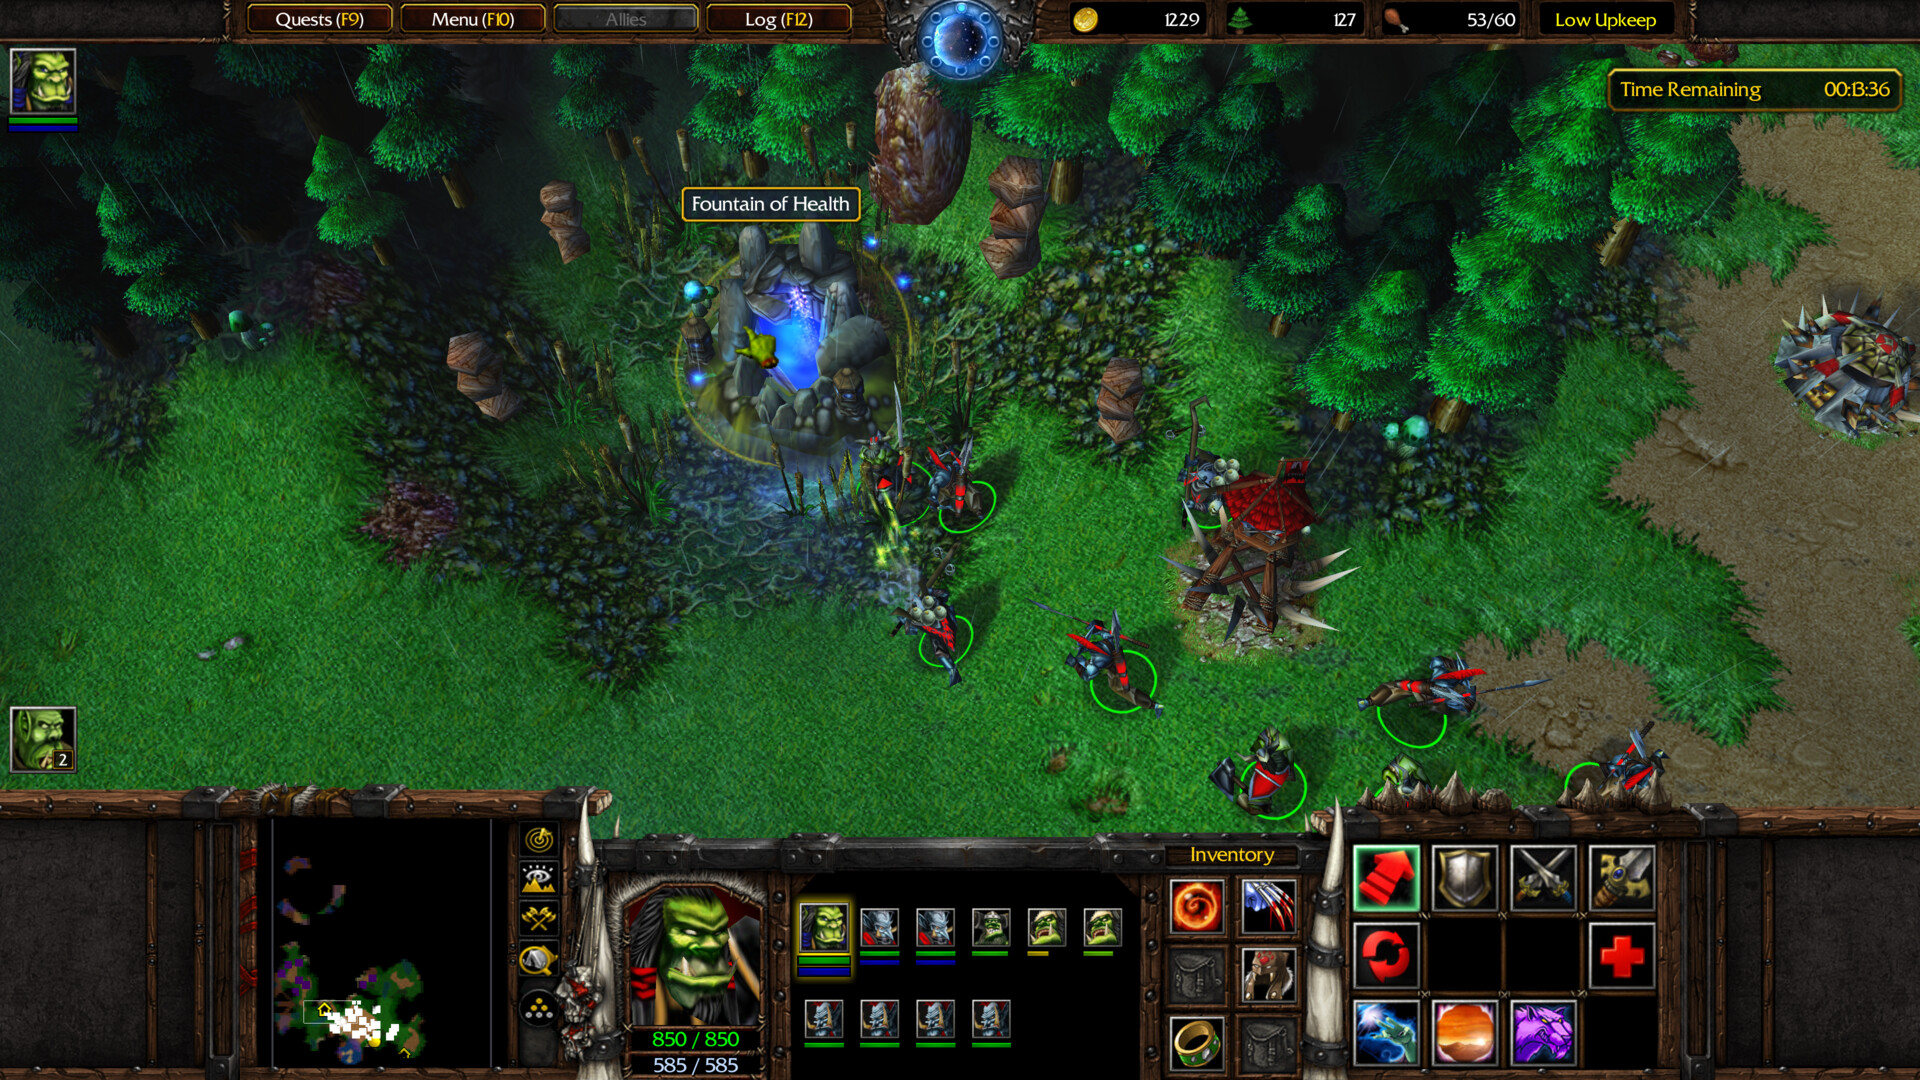 Quests (F9)
Menu (F10)
Allies
Log (F12)
1229
127
53/60
Low Upkeep
Time Remaining 00:13:36
Fountain of Health
2
Inventory
850 / 850
585 / 585